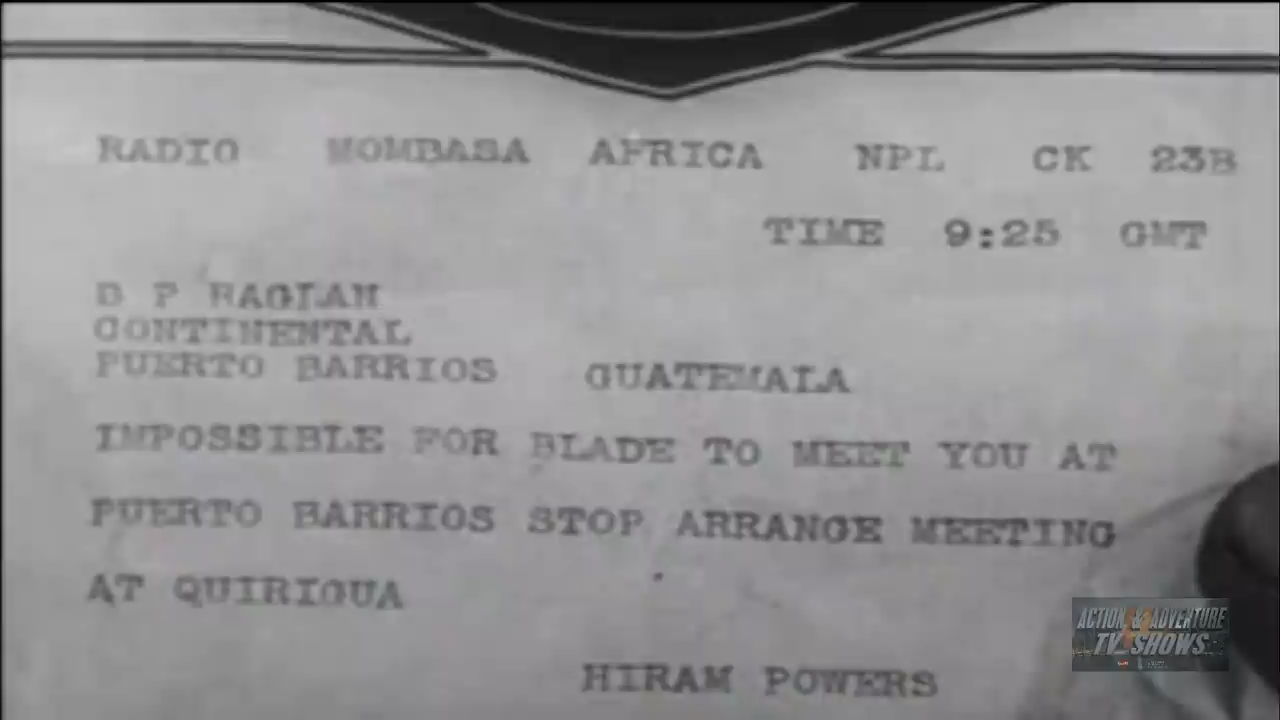 RADIO MOMBASA AFRICA NPL CK 23B
TIME 9:25 GMT
D P RAGLAN
CONTINENTAL
PUERTO BARRIOS GUATEMALA
IMPOSSIBLE FOR BLADE TO MEET YOU AT
PUERTO BARRIOS STOP ARRANGE MEETING
AT QUIRIGUA
HIRAM POWERS
ACTION & ADVENTURE
TV SHOWS